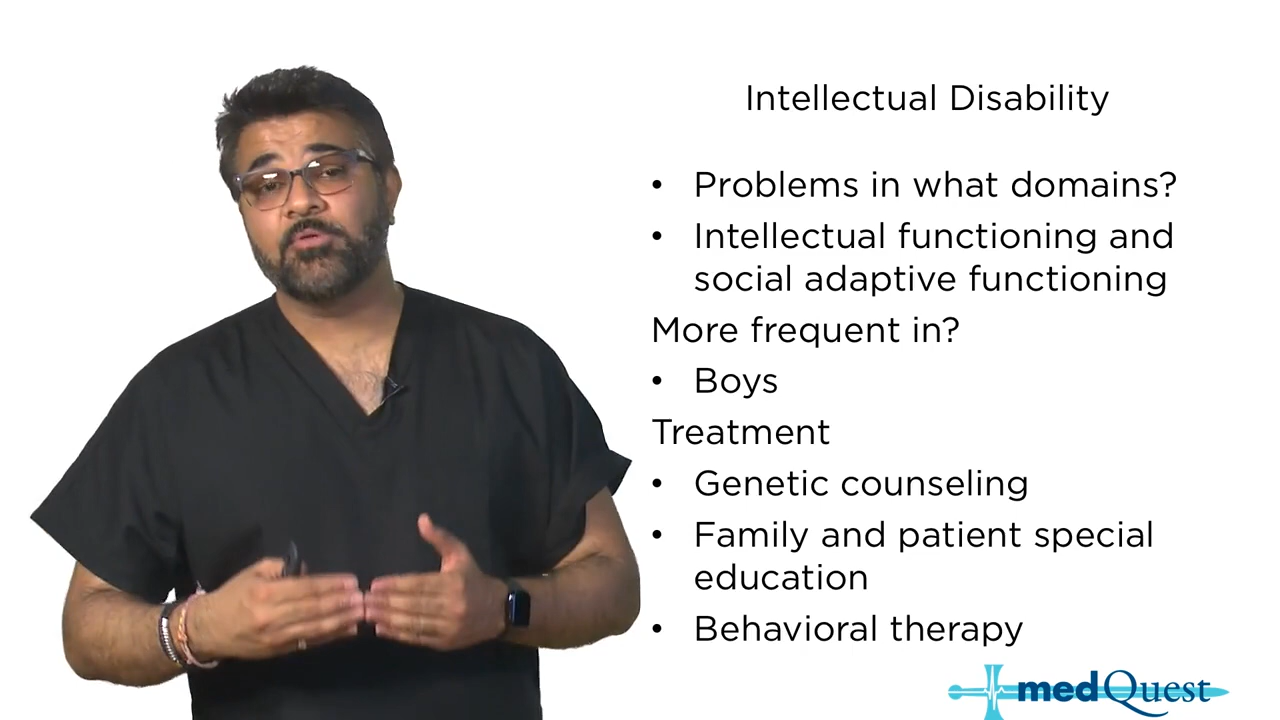 Intellectual Disability
• Problems in what domains?
• Intellectual functioning and
social adaptive functioning
More frequent in?
• Boys
Treatment
• Genetic counseling
• Family and patient special
education
• Behavioral therapy
medQuest